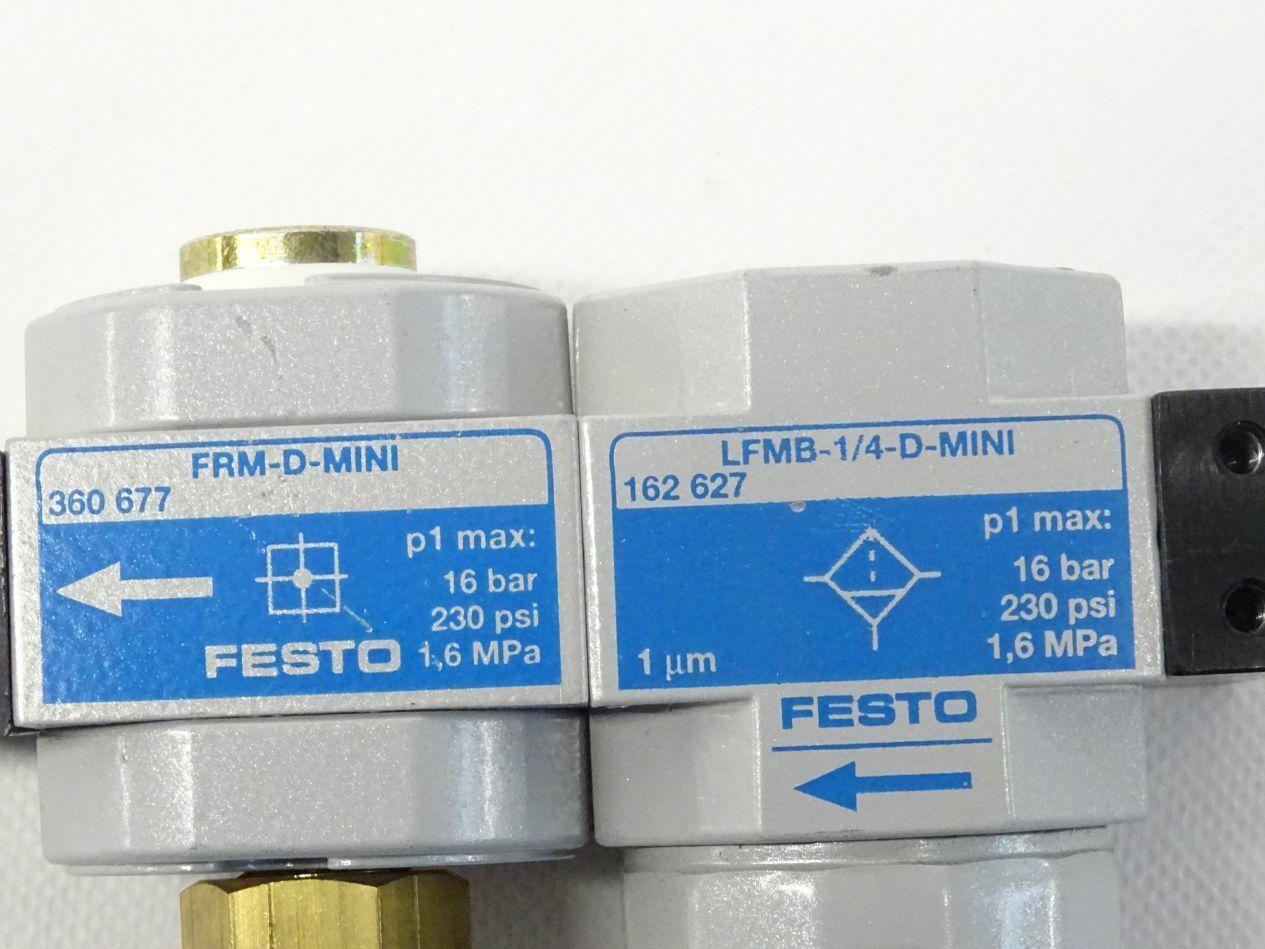 FRM-D-MINI
360 677
p1 max:
16 bar
230 psi
1,6 MPa
FESTO
LFMB-1/4-D-MINI
162 627
p1 max:
16 bar
230 psi
1,6 MPa
1 µm
FESTO